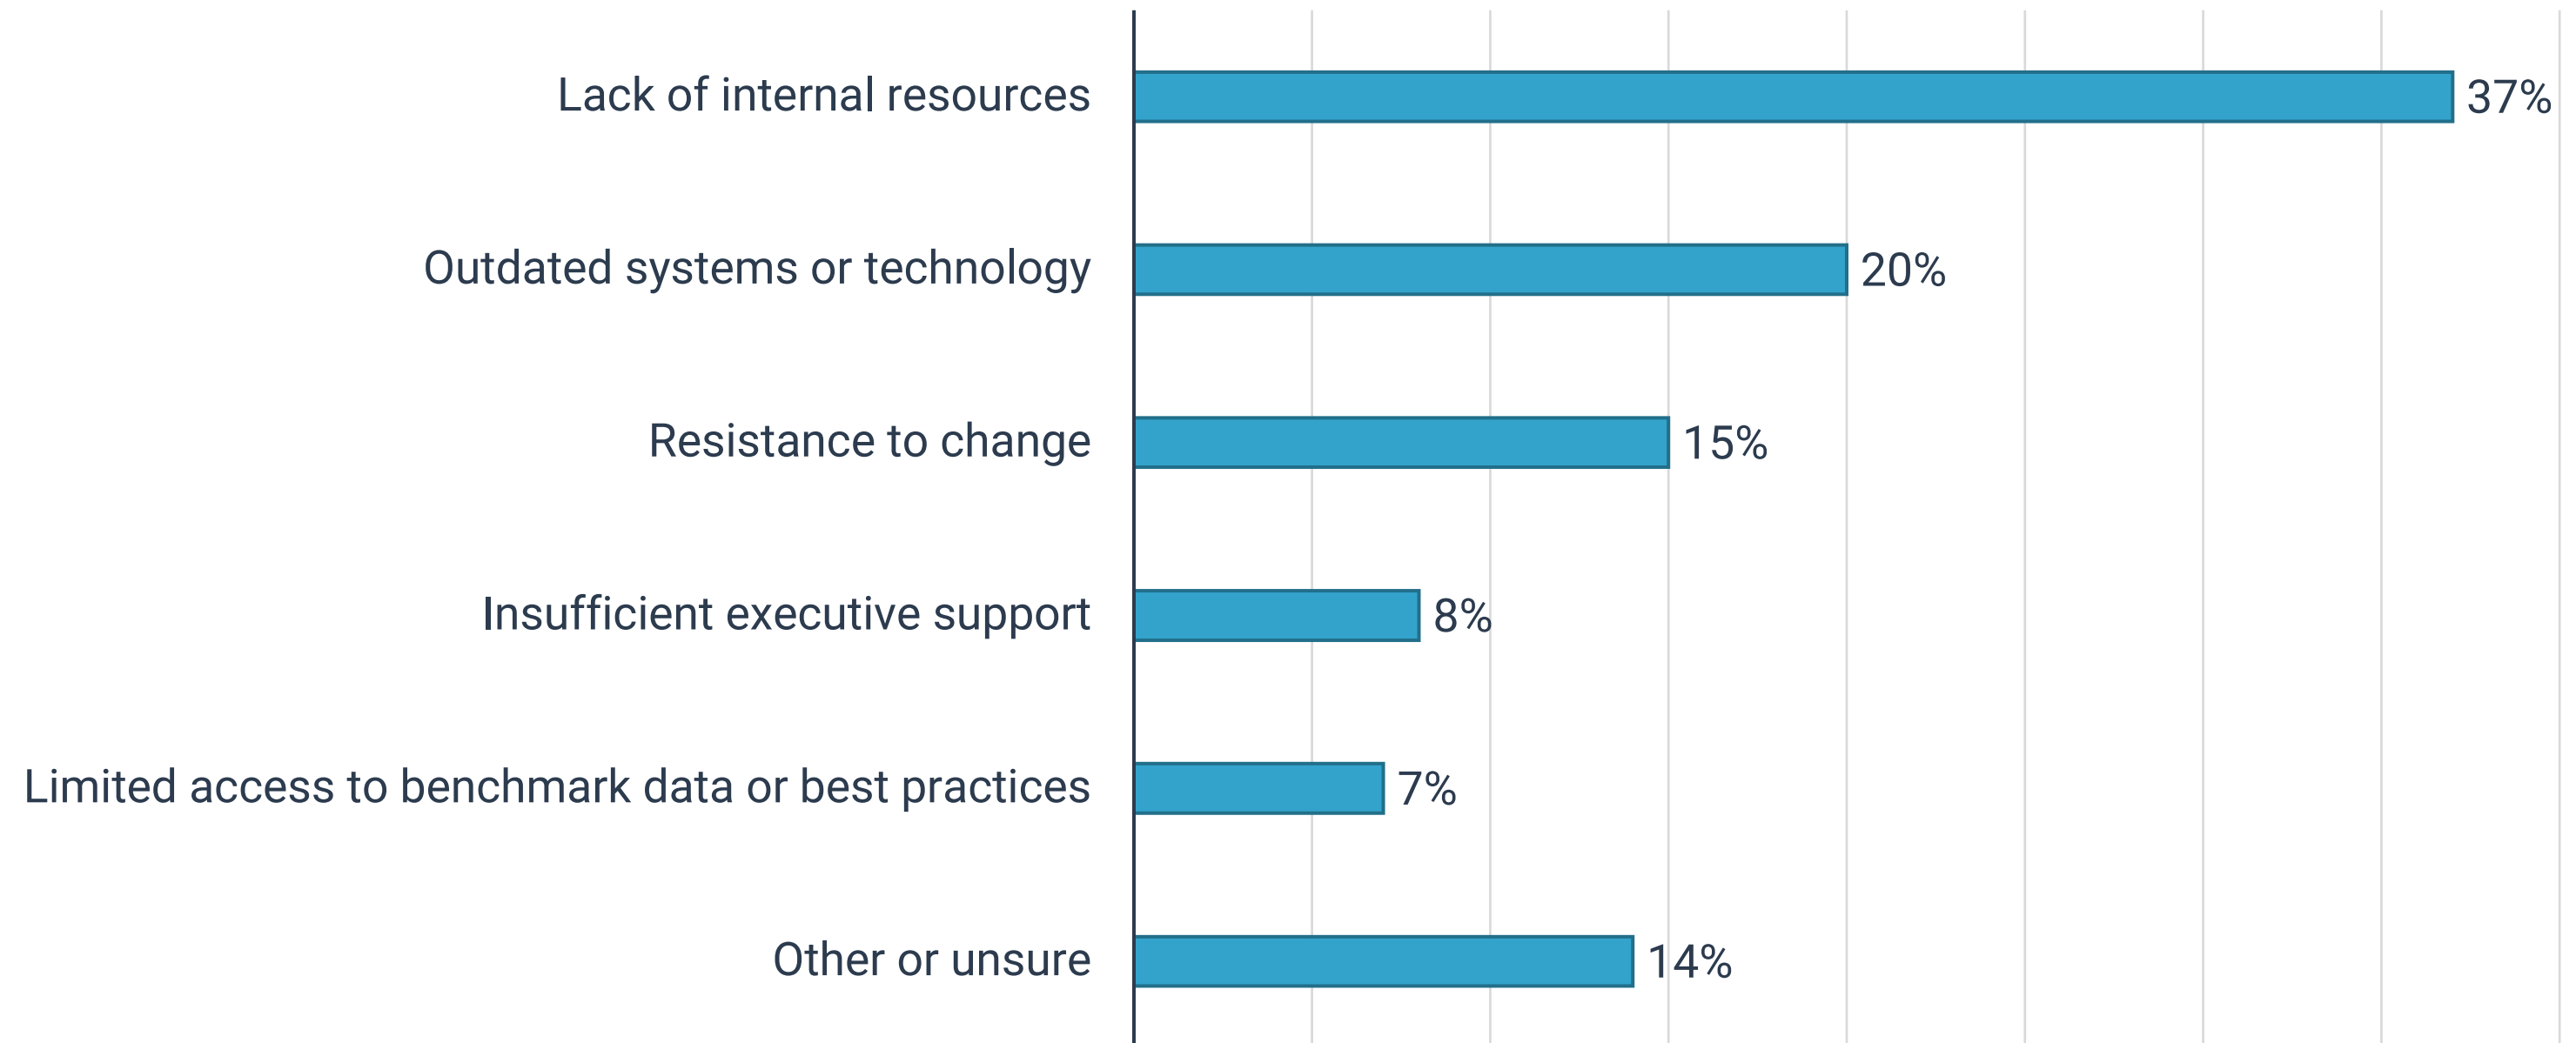 Lack of internal resources 37%
Outdated systems or technology 20%
Resistance to change 15%
Insufficient executive support 8%
Limited access to benchmark data or best practices 7%
Other or unsure 14%